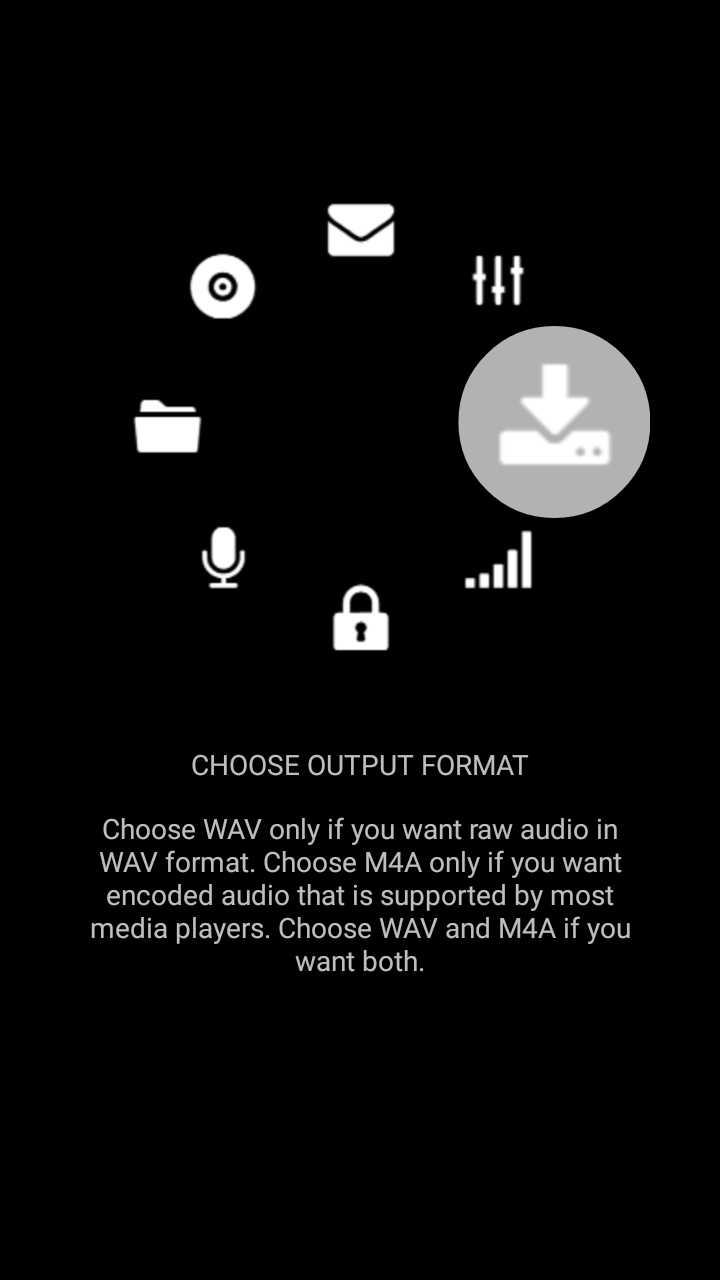 CHOOSE OUTPUT FORMAT
Choose WAV only if you want raw audio in
WAV format. Choose M4A only if you want
encoded audio that is supported by most
media players. Choose WAV and M4A if you
want both.